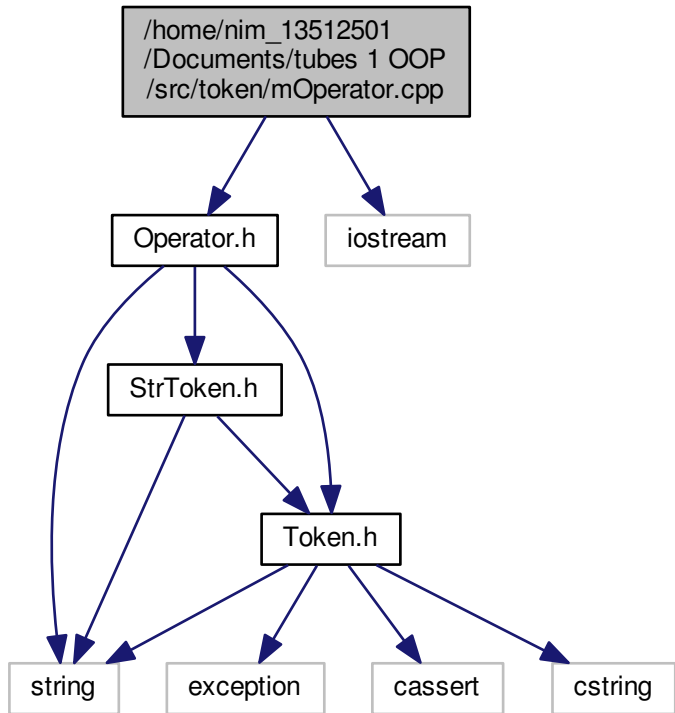 /home/nim_13512501
/Documents/tubes 1 OOP
/src/token/mOperator.cpp
Operator.h
iostream
StrToken.h
Token.h
string
exception
cassert
cstring